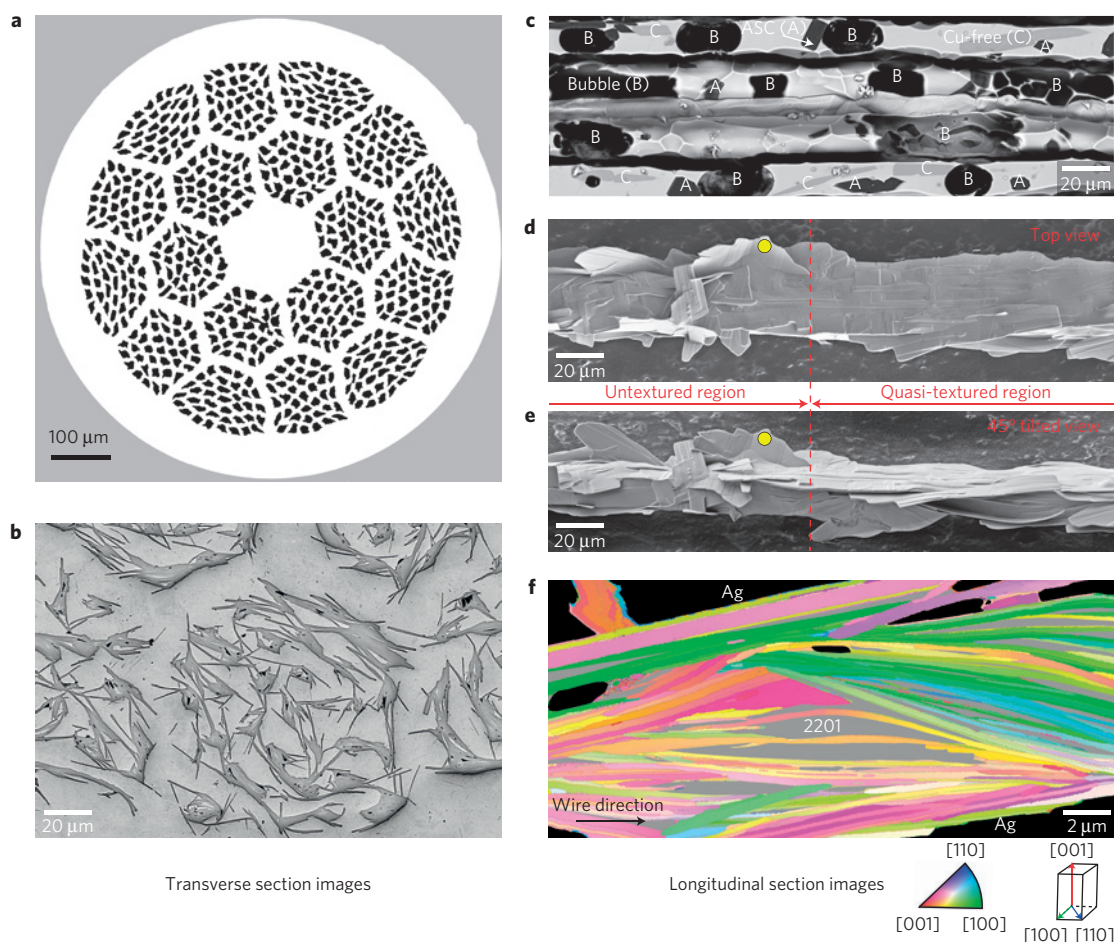 a
100 µm
b
20 µm
Transverse section images
c
B
C
B
ASC (A)
B
Cu-free (C)
A
Bubble (B)
A
B
B
B
B
B
C
A
B
C
A
B
A
20 µm
d
Top view
20 µm
Untextured region
Quasi-textured region
e
45° tilted view
20 µm
f
Ag
2201
Wire direction
Ag
2 µm
Longitudinal section images
[110]
[001]
[001]
[100]
[100]
[110]